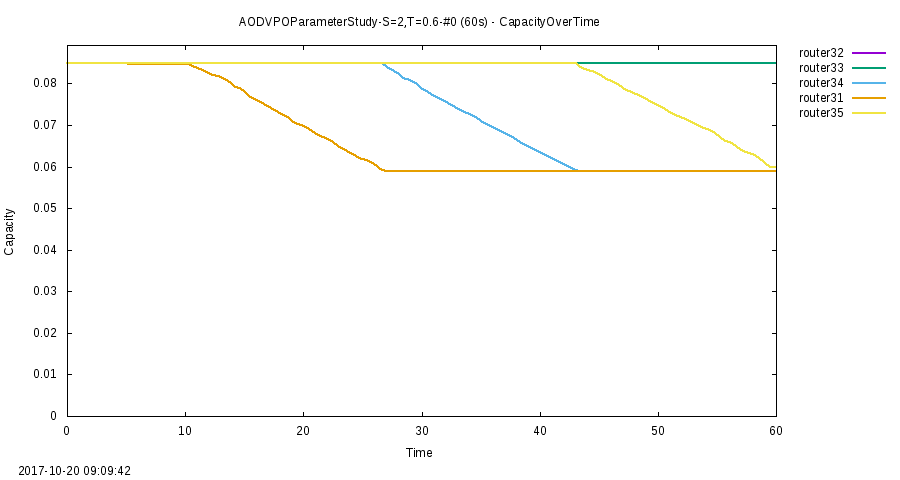 AODVPOParameterStudy-S=2,T=0.6-#0 (60s) - CapacityOverTime
router32
router33
router34
router31
router35
0.08
0.07
0.06
0.05
0.04
0.03
0.02
0.01
0
Capacity
0 10 20 30 40 50 60
Time
2017-10-20 09:09:42